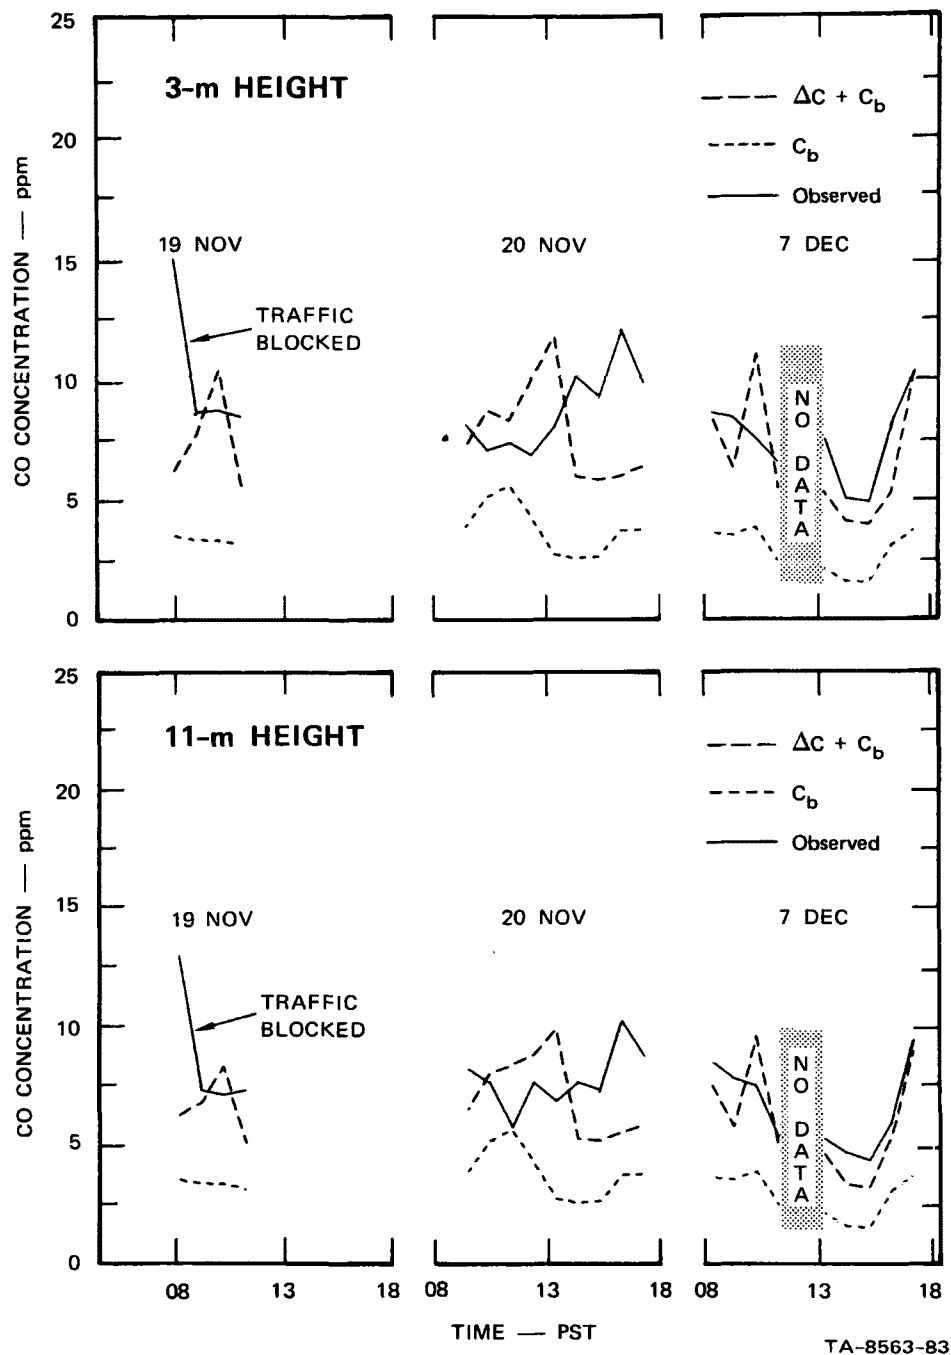 25
20
15
10
5
0
CO CONCENTRATION — ppm
3-m HEIGHT
ΔC + Cb
Cb
Observed
19 NOV
20 NOV
7 DEC
TRAFFIC
BLOCKED
NO DATA
25
20
15
10
5
0
CO CONCENTRATION — ppm
11-m HEIGHT
ΔC + Cb
Cb
Observed
19 NOV
20 NOV
7 DEC
TRAFFIC
BLOCKED
NO DATA
08 13 08 13 18 08 13 18
TIME — PST
TA-8563-83